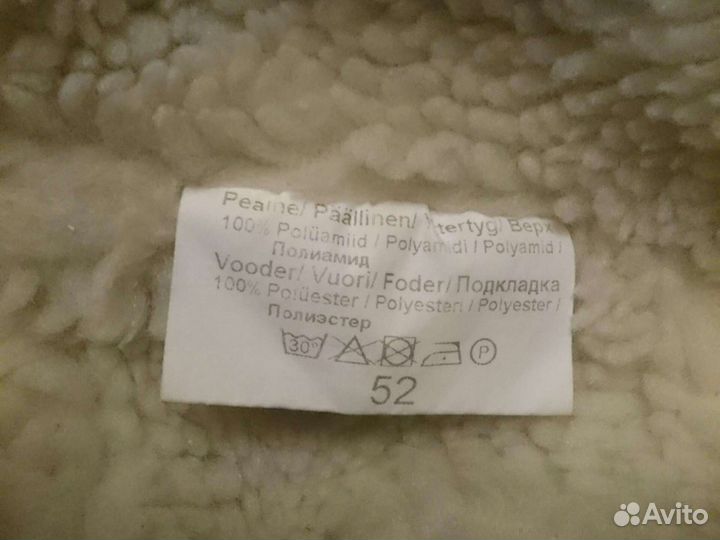 Pealne/ Päällinen/ Yttertyg/ Верх
100% Polüamiid / Polyamidi / Polyamid /
Полиамид
Vooder/ Vuori/ Foder/ Подкладка
100% Polüester / Polyesteri / Polyester /
Полиэстер
30° P
52
Avito